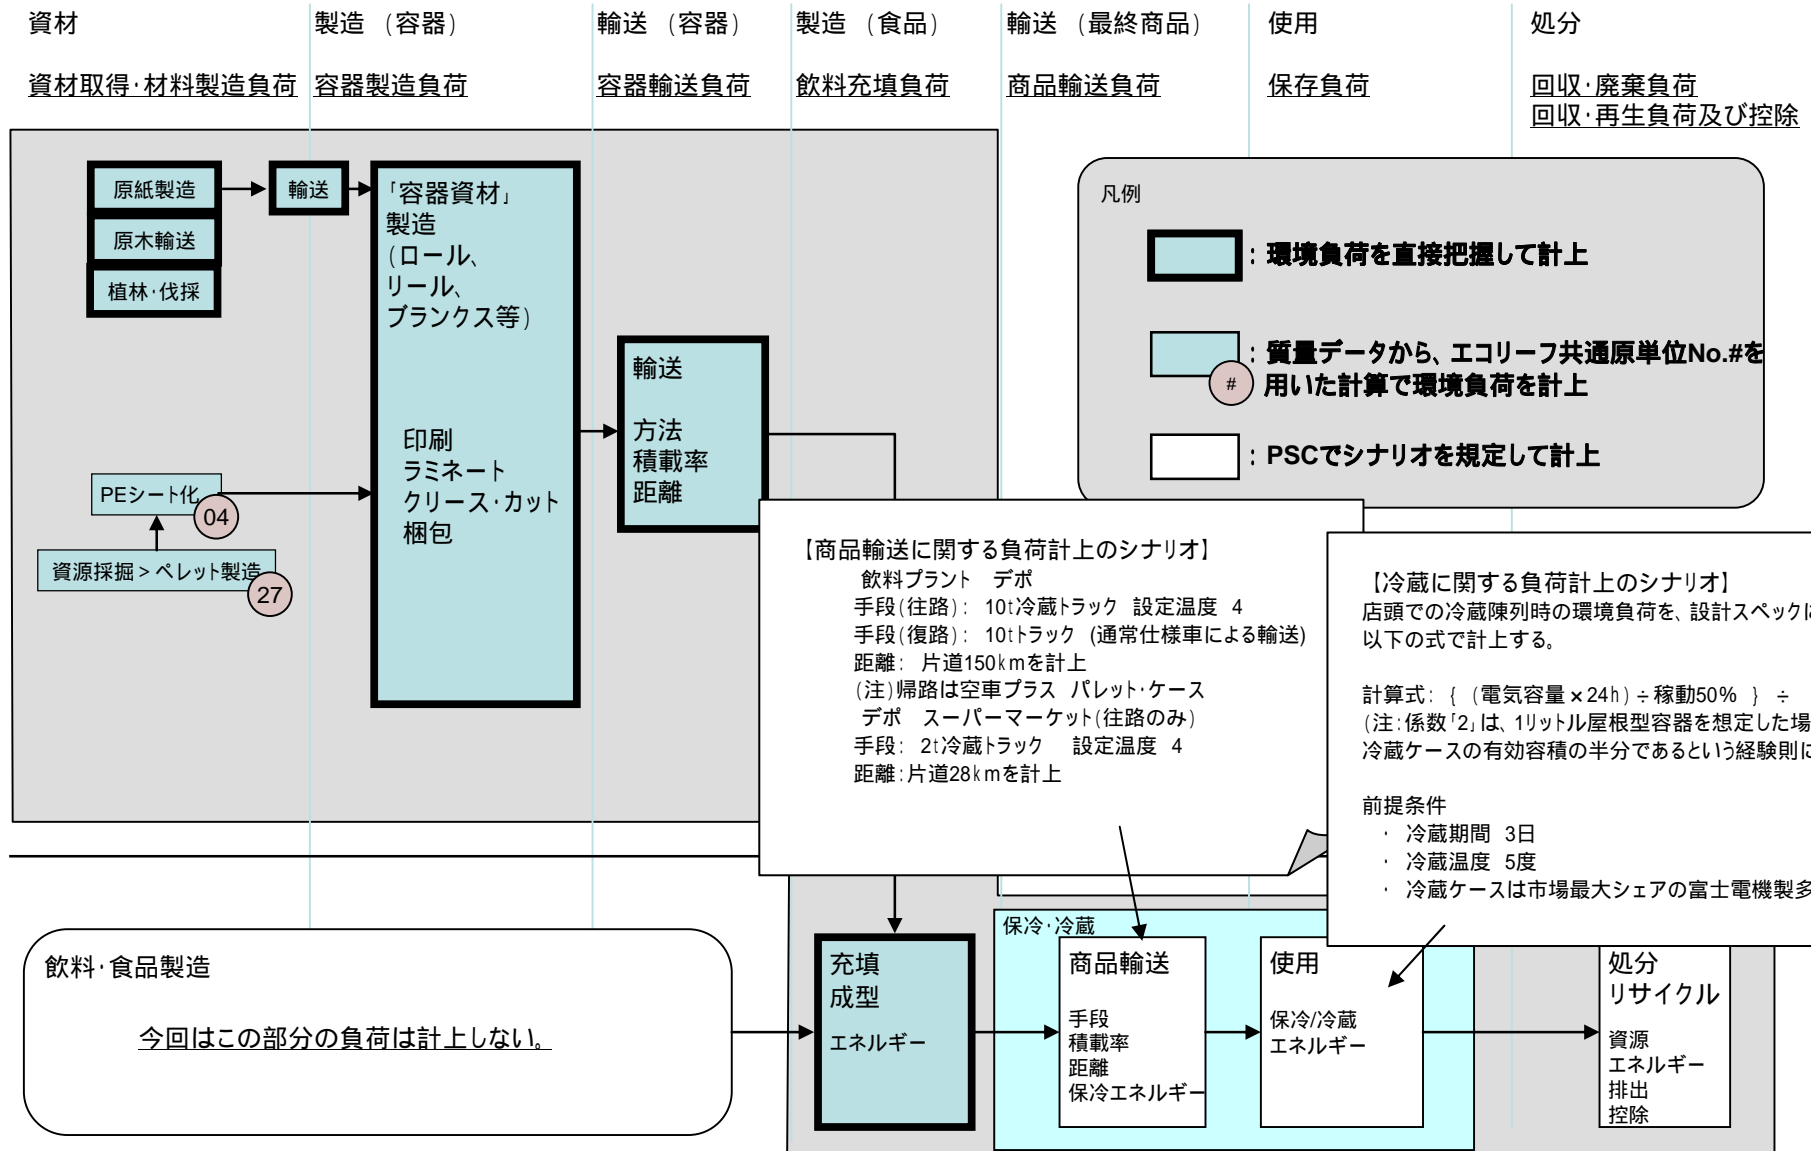 資材
製造 (容器)
輸送 (容器)
製造 (食品)
輸送 (最終商品)
使用
処分
資材取得･材料製造負荷
容器製造負荷
容器輸送負荷
飲料充填負荷
商品輸送負荷
保存負荷
回収･廃棄負荷
回収･再生負荷及び控除
原紙製造
原木輸送
植林･伐採
輸送
「容器資材」
製造
(ロール、
リール、
ブランクス等)
印刷
ラミネート
クリース･カット
梱包
PEシート化
04
資源採掘>ペレット製造
27
輸送
方法
積載率
距離
凡例
: 環境負荷を直接把握して計上
#
: 質量データから、エコリーフ共通原単位No.#を
用いた計算で環境負荷を計上
: PSCでシナリオを規定して計上
【商品輸送に関する負荷計上のシナリオ】
飲料プラント デポ
手段(往路): 10t冷蔵トラック 設定温度 4
手段(復路): 10tトラック (通常仕様車による輸送)
距離: 片道150kmを計上
(注)帰路は空車プラス パレット･ケース
デポ スーパーマーケット(往路のみ)
手段: 2t冷蔵トラック 設定温度 4
距離:片道28kmを計上
【冷蔵に関する負荷計上のシナリオ】
店頭での冷蔵陳列時の環境負荷を、設計スペックに
以下の式で計上する。
計算式: { (電気容量×24h)÷稼動50% } ÷
(注:係数「2」は、1リットル屋根型容器を想定した場
冷蔵ケースの有効容積の半分であるという経験則に
前提条件
･ 冷蔵期間 3日
･ 冷蔵温度 5度
･ 冷蔵ケースは市場最大シェアの富士電機製多
飲料･食品製造
今回はこの部分の負荷は計上しない。
充填
成型
エネルギー
保冷･冷蔵
商品輸送
手段
積載率
距離
保冷エネルギー
使用
保冷/冷蔵
エネルギー
処分
リサイクル
資源
エネルギー
排出
控除